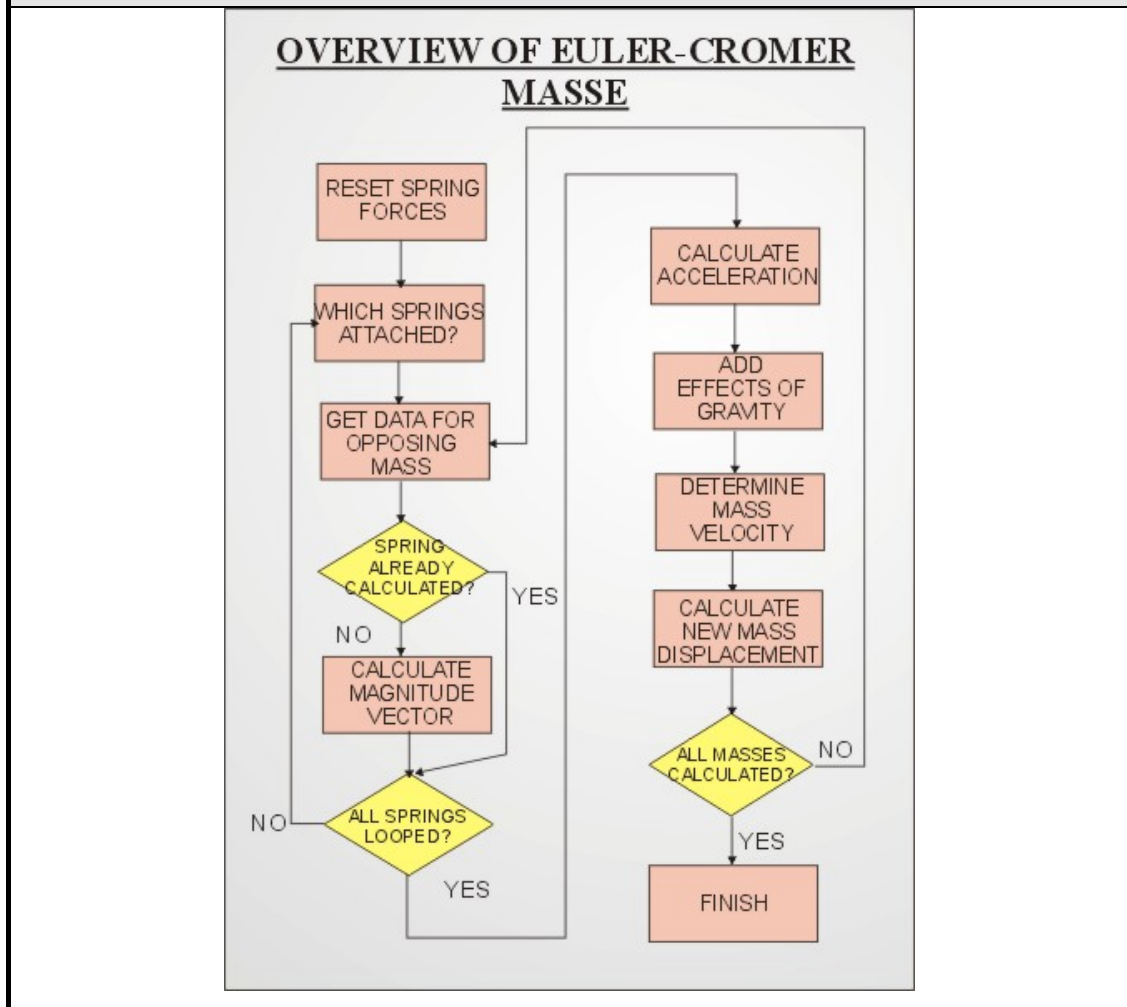 OVERVIEW OF EULER-CROMER
MASSE
RESET SPRING
FORCES
WHICH SPRINGS
ATTACHED?
GET DATA FOR
OPPOSING
MASS
SPRING
ALREADY
CALCULATED?
YES
NO
CALCULATE
MAGNITUDE
VECTOR
ALL SPRINGS
LOOPED?
NO
YES
CALCULATE
ACCELERATION
ADD
EFFECTS OF
GRAVITY
DETERMINE
MASS
VELOCITY
CALCULATE
NEW MASS
DISPLACEMENT
ALL MASSES
CALCULATED?
NO
YES
FINISH